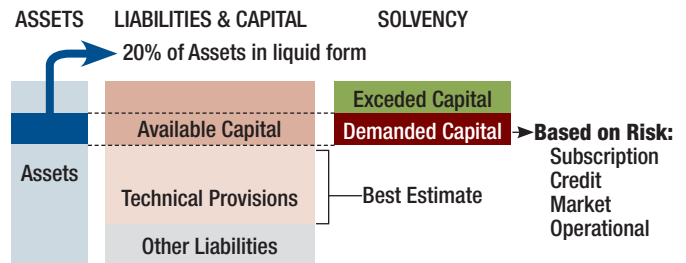 ASSETS LIABILITIES & CAPITAL SOLVENCY
20% of Assets in liquid form
Exceded Capital
Available Capital
Demanded Capital
Based on Risk:
Subscription
Credit
Market
Operational
Assets
Technical Provisions
Best Estimate
Other Liabilities